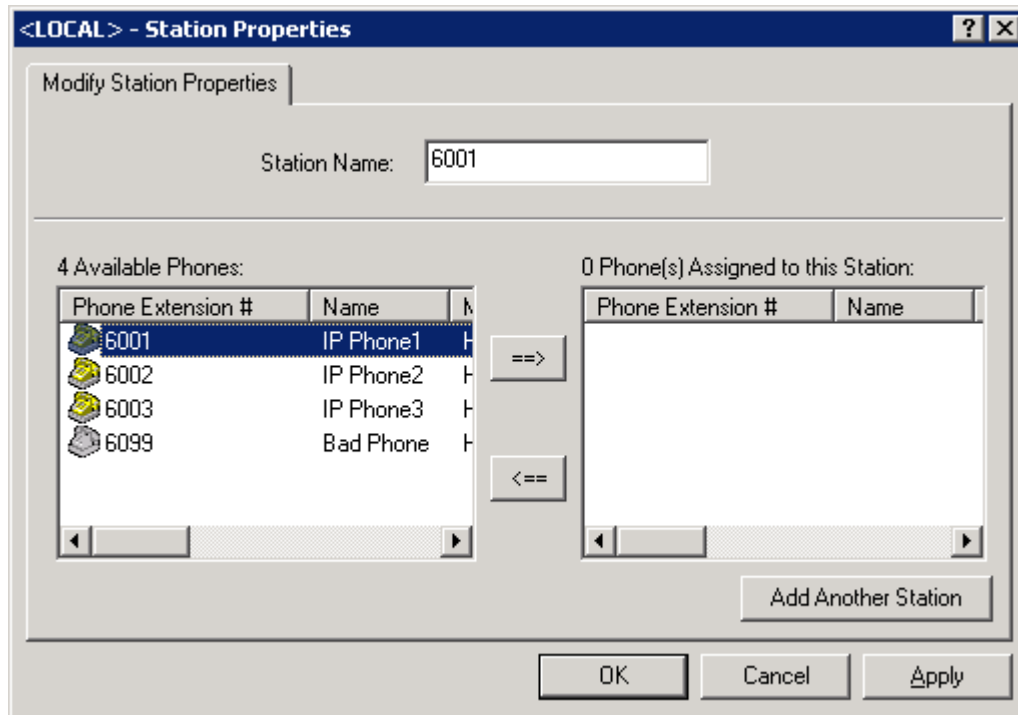 <LOCAL> - Station Properties
Modify Station Properties
Station Name: 6001
4 Available Phones:
Phone Extension # Name
6001 IP Phone1 H
6002 IP Phone2 H
6003 IP Phone3 H
6099 Bad Phone H
==>
<==
0 Phone(s) Assigned to this Station:
Phone Extension # Name
Add Another Station
OK Cancel Apply